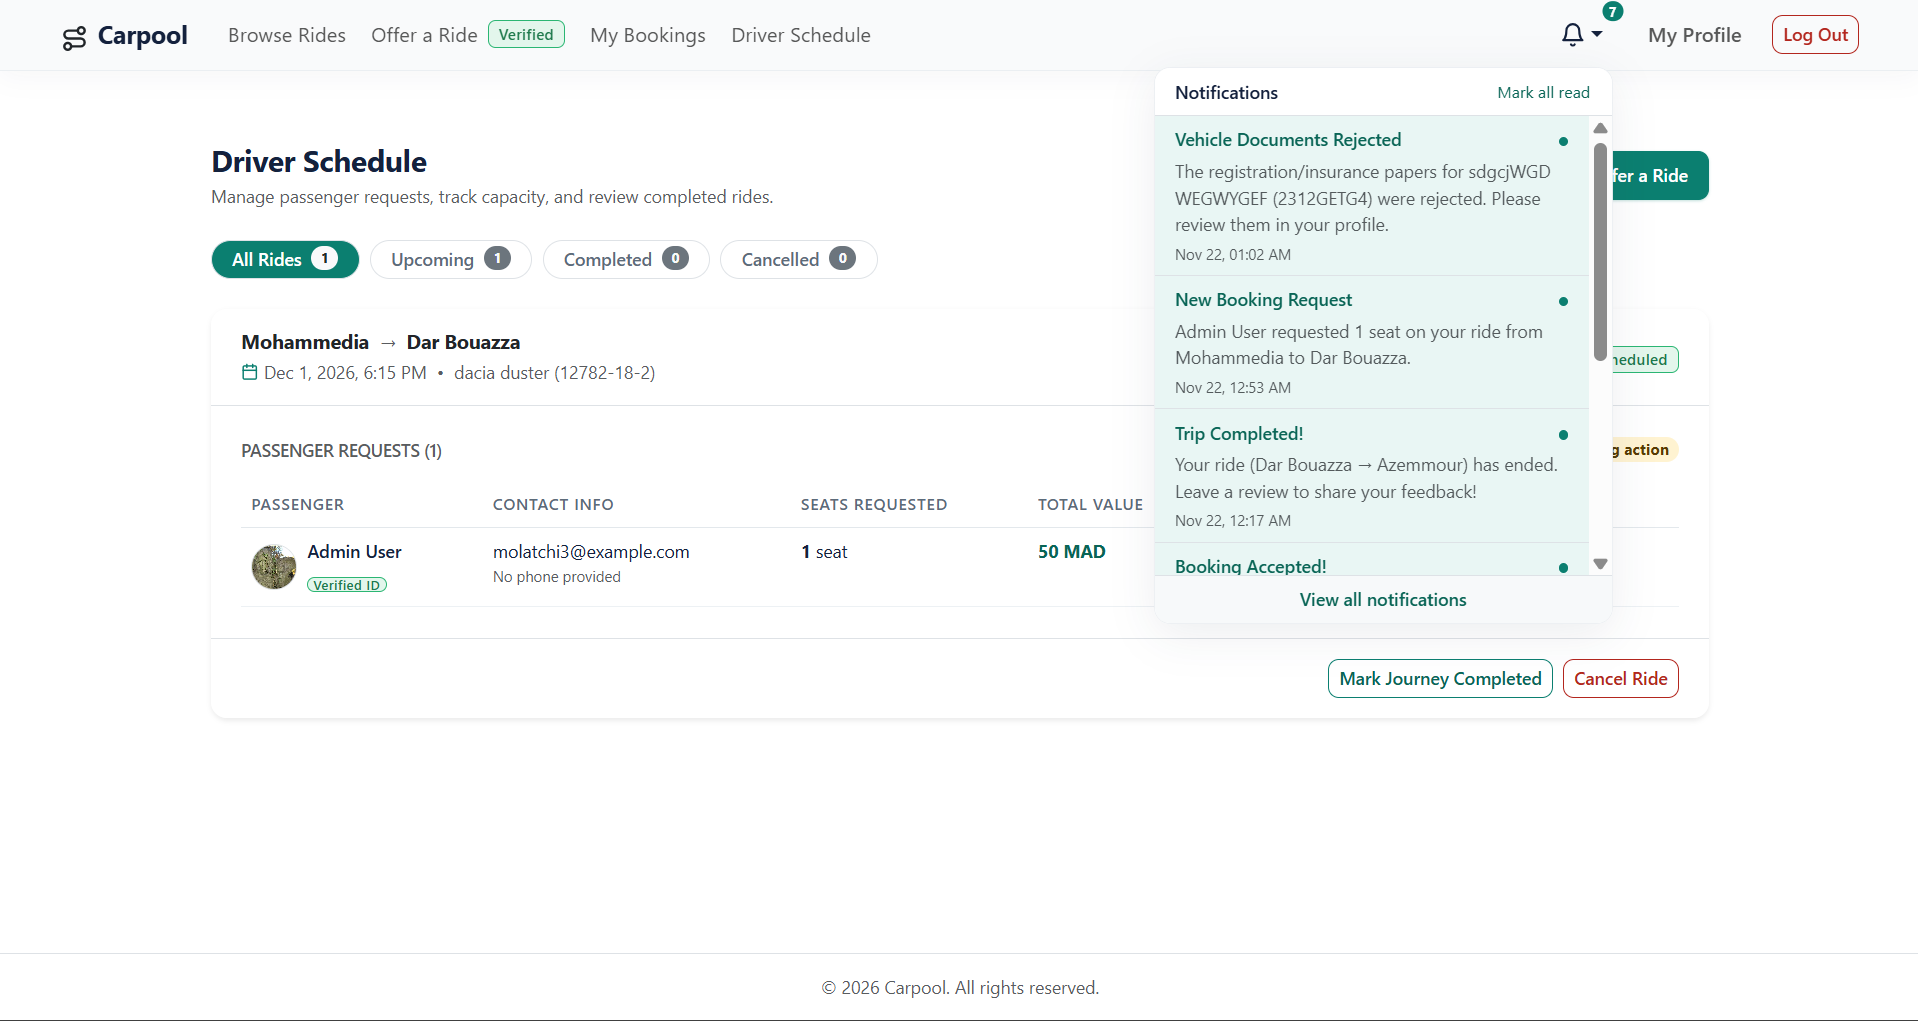 Carpool
Browse Rides
Offer a Ride
Verified
My Bookings
Driver Schedule
7
My Profile
Log Out
Notifications
Mark all read
Vehicle Documents Rejected
The registration/insurance papers for sdgcjWGD
WEGWYGEF (2312GETG4) were rejected. Please
review them in your profile.
Nov 22, 01:02 AM
New Booking Request
Admin User requested 1 seat on your ride from
Mohammedia to Dar Bouazza.
Nov 22, 12:53 AM
Trip Completed!
Your ride (Dar Bouazza → Azemmour) has ended.
Leave a review to share your feedback!
Nov 22, 12:17 AM
Booking Accepted!
View all notifications
Driver Schedule
Manage passenger requests, track capacity, and review completed rides.
fer a Ride
All Rides 1
Upcoming 1
Completed 0
Cancelled 0
Mohammedia → Dar Bouazza
Dec 1, 2026, 6:15 PM • dacia duster (12782-18-2)
heduled
PASSENGER REQUESTS (1)
g action
PASSENGER
CONTACT INFO
SEATS REQUESTED
TOTAL VALUE
Admin User
Verified ID
molatchi3@example.com
No phone provided
1 seat
50 MAD
Mark Journey Completed
Cancel Ride
© 2026 Carpool. All rights reserved.